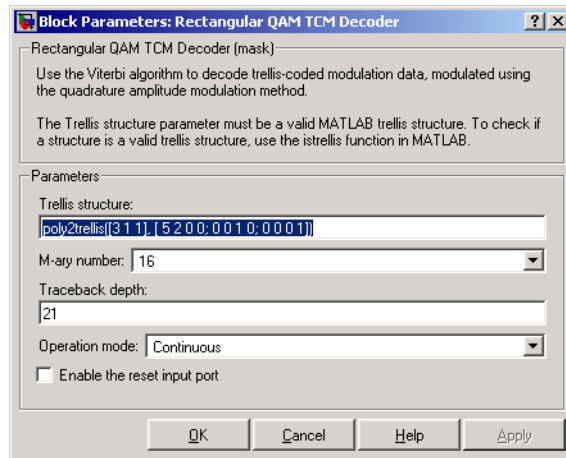 Block Parameters: Rectangular QAM TCM Decoder
Rectangular QAM TCM Decoder (mask)
Use the Viterbi algorithm to decode trellis-coded modulation data, modulated using
the quadrature amplitude modulation method.
The Trellis structure parameter must be a valid MATLAB trellis structure. To check if
a structure is a valid trellis structure, use the istrellis function in MATLAB.
Parameters
Trellis structure:
poly2trellis([3 1 1], [ 5 2 0 0; 0 0 1 0; 0 0 0 1])
M-ary number: 16
Traceback depth:
21
Operation mode: Continuous
Enable the reset input port
OK Cancel Help Apply